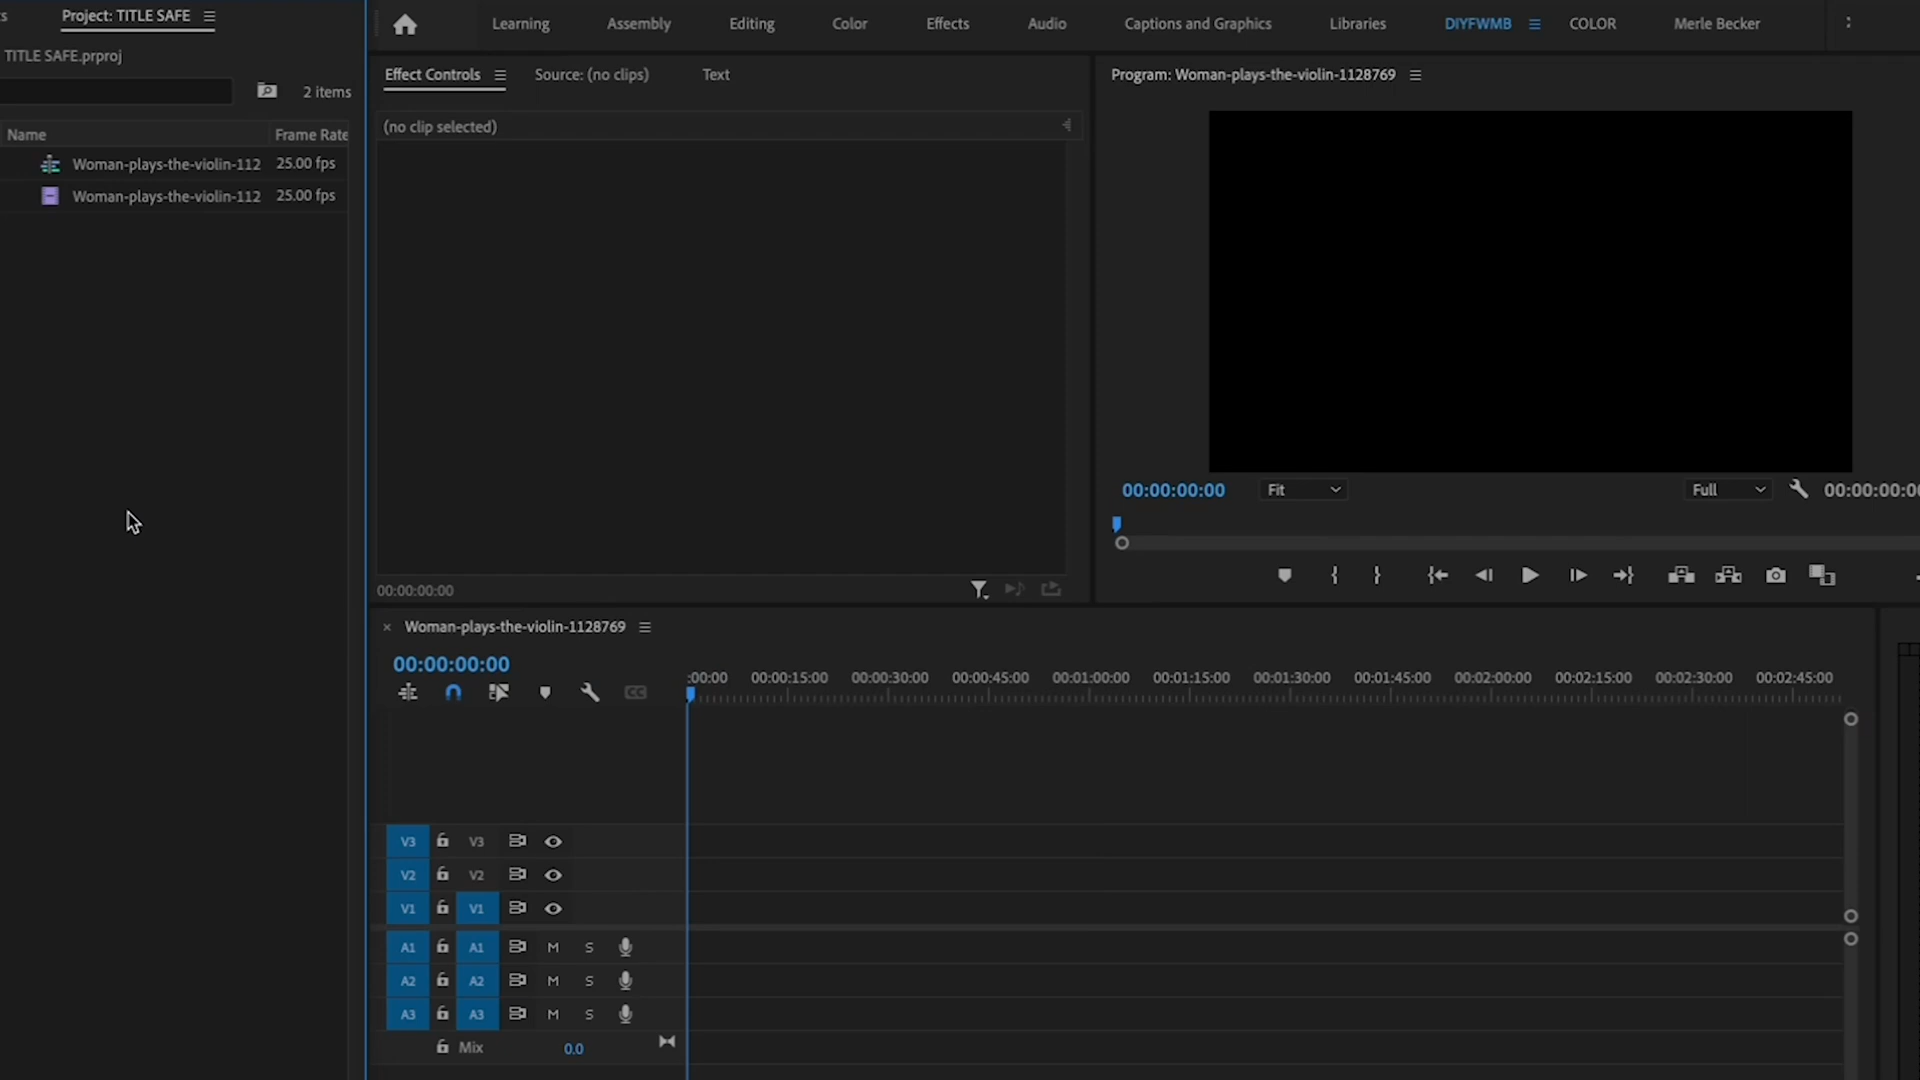 s Project: TITLE SAFE
TITLE SAFE.prproj
2 items
Name Frame Rate
Woman-plays-the-violin-112 25.00 fps
Woman-plays-the-violin-112 25.00 fps
Learning Assembly Editing Color Effects Audio Captions and Graphics Libraries DIYFWMB COLOR Merle Becker
Effect Controls Source: (no clips) Text
(no clip selected)
00:00:00:00
Program: Woman-plays-the-violin-1128769
00:00:00:00 Fit Full 00:00:00:0
× Woman-plays-the-violin-1128769
00:00:00:00
CC
:00:00 00:00:15:00 00:00:30:00 00:00:45:00 00:01:00:00 00:01:15:00 00:01:30:00 00:01:45:00 00:02:00:00 00:02:15:00 00:02:30:00 00:02:45:00
V3 V3
V2 V2
V1 V1
A1 A1 M S
A2 A2 M S
A3 A3 M S
Mix 0.0